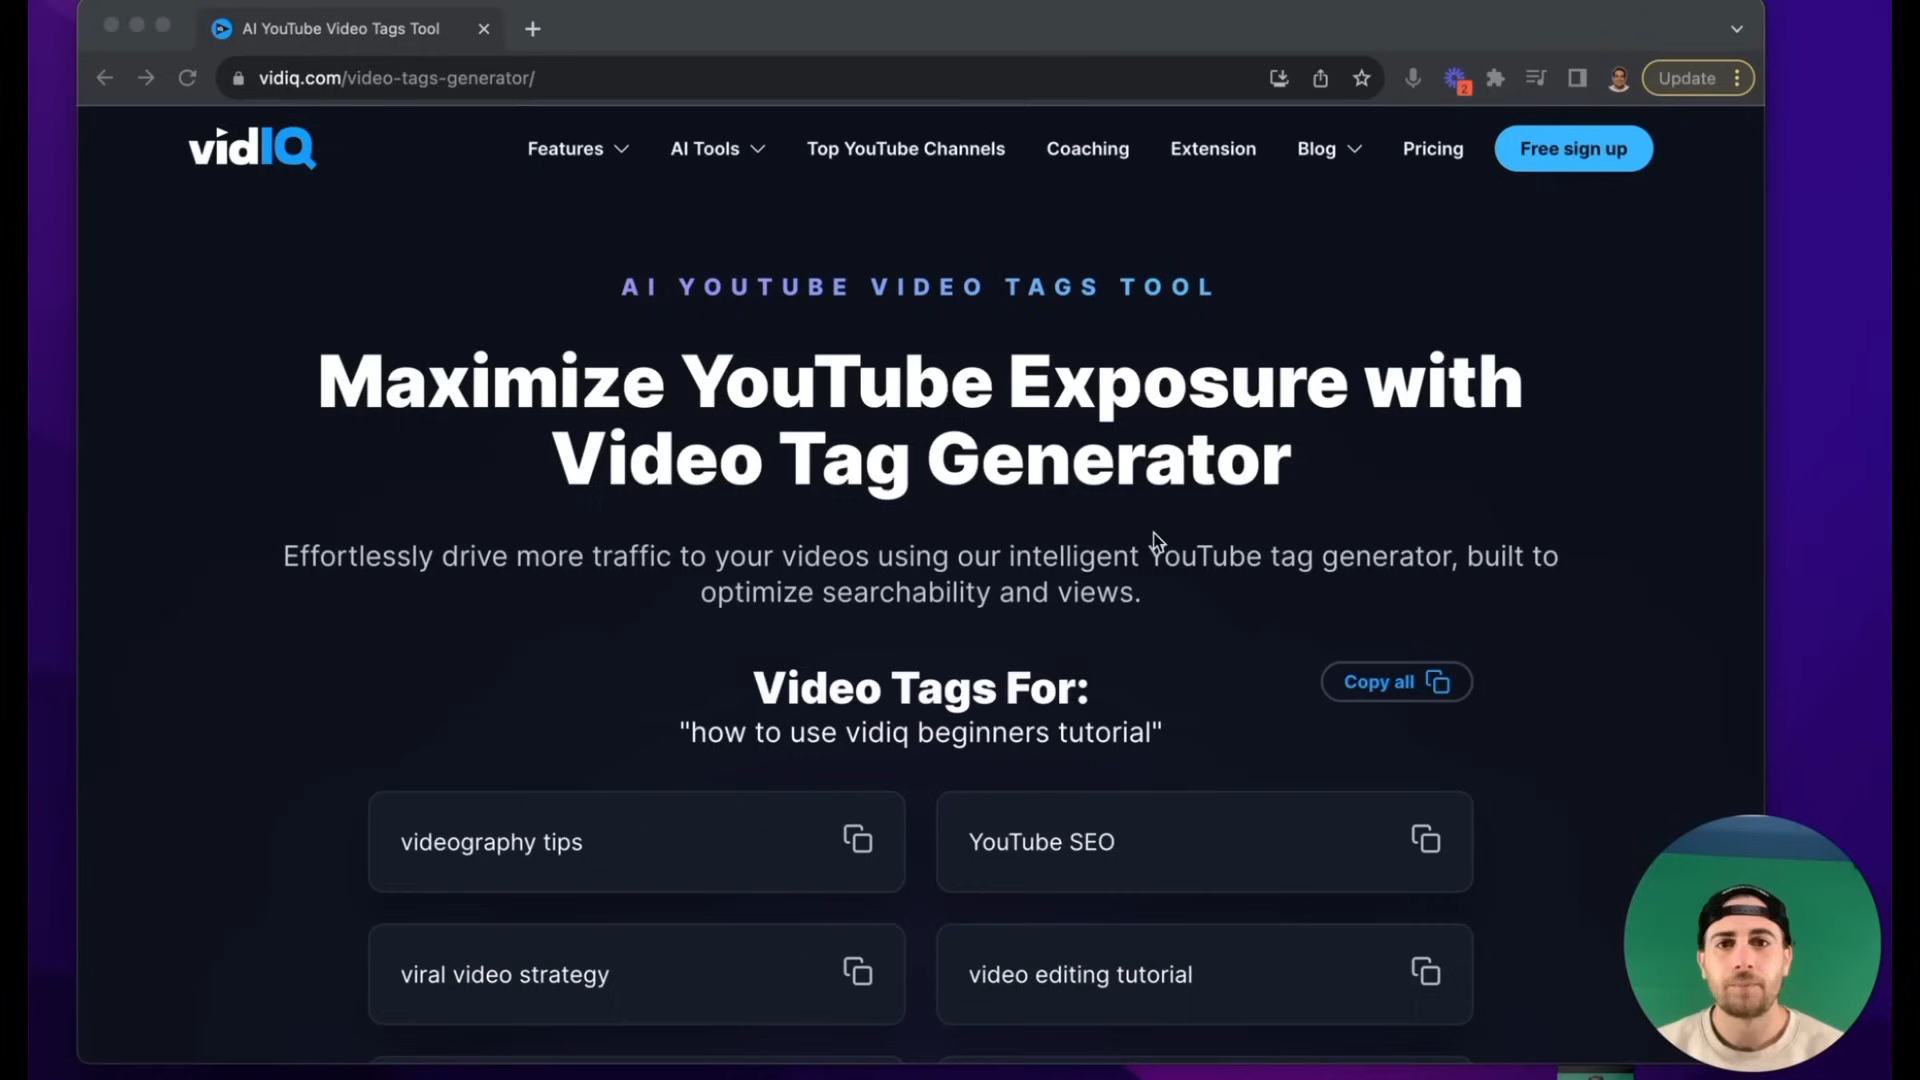 AI YouTube Video Tags Tool
vidiq.com/video-tags-generator/
2
Update
vidIQ
Features
AI Tools
Top YouTube Channels
Coaching
Extension
Blog
Pricing
Free sign up
AI YOUTUBE VIDEO TAGS TOOL
Maximize YouTube Exposure with
Video Tag Generator
Effortlessly drive more traffic to your videos using our intelligent YouTube tag generator, built to
optimize searchability and views.
Video Tags For:
Copy all
"how to use vidiq beginners tutorial"
videography tips
YouTube SEO
viral video strategy
video editing tutorial